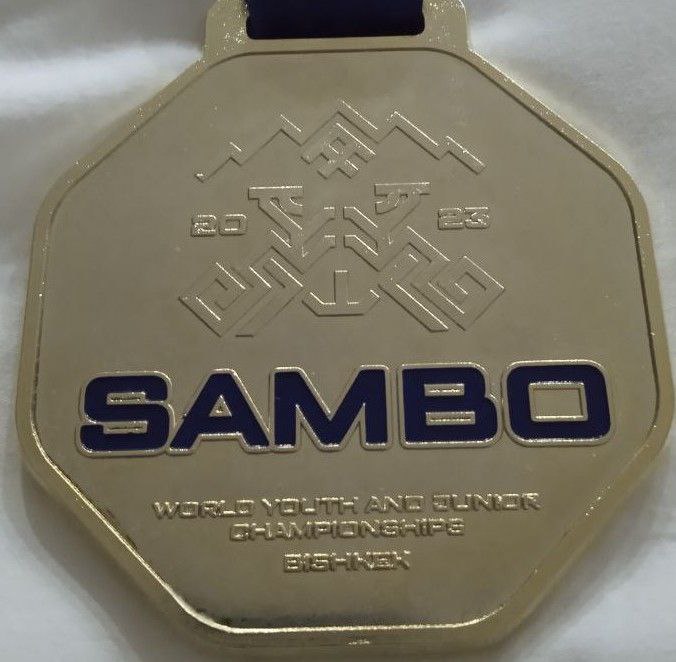 20 23
SAMBO
WORLD YOUTH AND JUNIOR
CHAMPIONSHIPS
BISHKEK